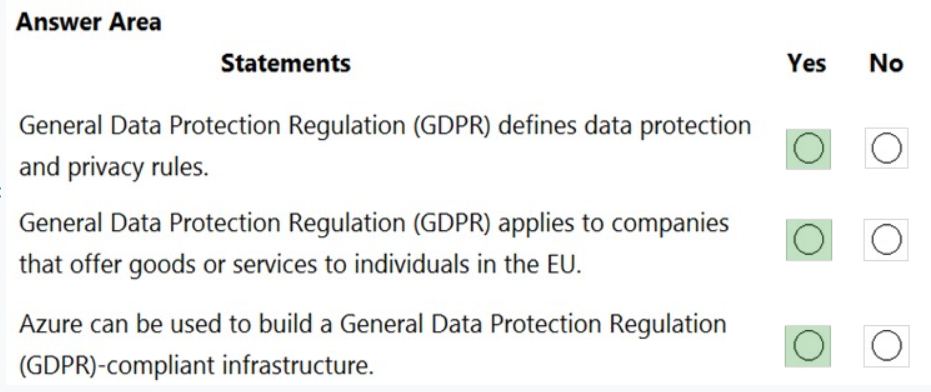 Answer Area
Statements Yes No
General Data Protection Regulation (GDPR) defines data protection
and privacy rules.
General Data Protection Regulation (GDPR) applies to companies
that offer goods or services to individuals in the EU.
Azure can be used to build a General Data Protection Regulation
(GDPR)-compliant infrastructure.